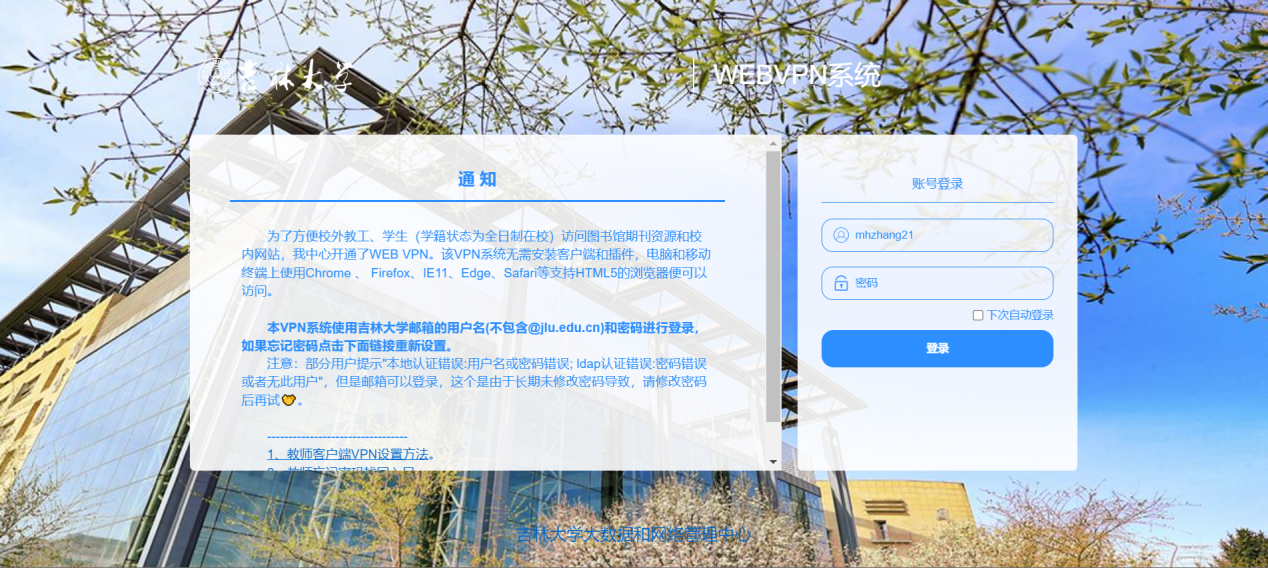 吉林大学
WEBVPN系统
通 知
为了方便校外教工、学生（学籍状态为全日制在校）访问图书馆期刊资源和校
内网站，我中心开通了WEB VPN。该VPN系统无需安装客户端和插件，电脑和移动
终端上使用Chrome 、 Firefox、IE11、Edge、Safari等支持HTML5的浏览器便可以
访问。
本VPN系统使用吉林大学邮箱的用户名(不包含@jlu.edu.cn)和密码进行登录，
如果忘记密码点击下面链接重新设置。
注意：部分用户提示"本地认证错误:用户名或密码错误; ldap认证错误:密码错误
或者无此用户"，但是邮箱可以登录，这个是由于长期未修改密码导致，请修改密码
后再试。
---------------------------------
1、教师客户端VPN设置方法。
账号登录
mhzhang21
密码
下次自动登录
登录
吉林大学大数据和网络管理中心